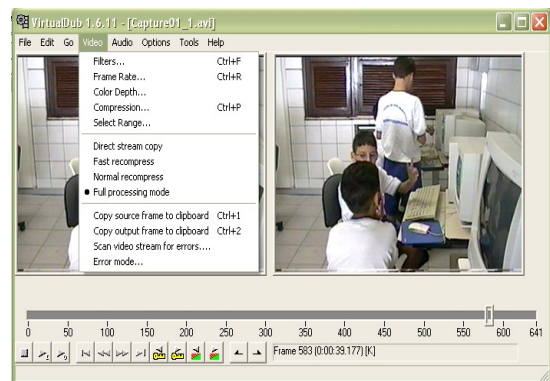 VirtualDub 1.6.11 - [Capture01_1.avi]
File Edit Go Video Audio Options Tools Help
Filters... Ctrl+F
Frame Rate... Ctrl+R
Color Depth...
Compression... Ctrl+P
Select Range...
Direct stream copy
Fast recompress
Normal recompress
Full processing mode
Copy source frame to clipboard Ctrl+1
Copy output frame to clipboard Ctrl+2
Scan video stream for errors....
Error mode...
0 50 100 150 200 250 300 350 400 450 500 550 600 641
Frame 583 (0:00:39.177) [K]